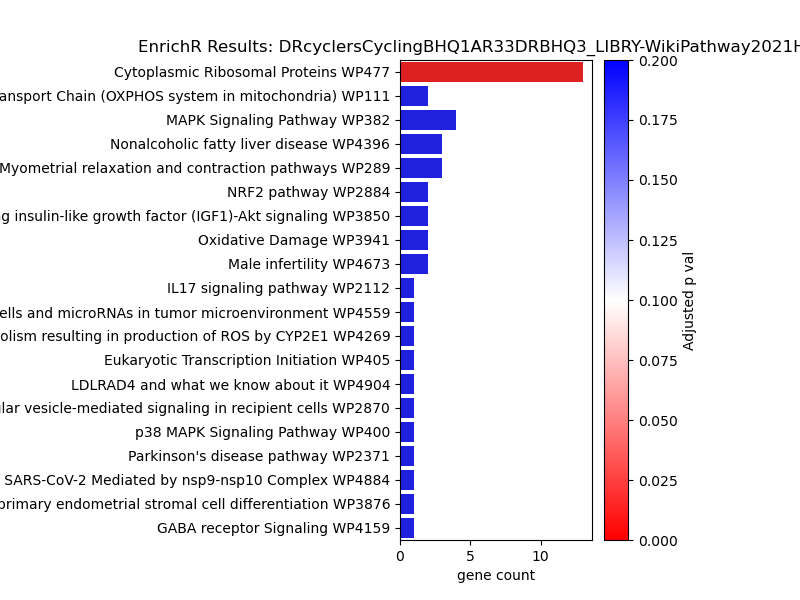 EnrichR Results: DRcyclersCyclingBHQ1AR33DRBHQ3_LIBRY-WikiPathway2021H
Cytoplasmic Ribosomal Proteins WP477
ansport Chain (OXPHOS system in mitochondria) WP111
MAPK Signaling Pathway WP382
Nonalcoholic fatty liver disease WP4396
Myometrial relaxation and contraction pathways WP289
NRF2 pathway WP2884
g insulin-like growth factor (IGF1)-Akt signaling WP3850
Oxidative Damage WP3941
Male infertility WP4673
IL17 signaling pathway WP2112
ells and microRNAs in tumor microenvironment WP4559
olism resulting in production of ROS by CYP2E1 WP4269
Eukaryotic Transcription Initiation WP405
LDLRAD4 and what we know about it WP4904
lar vesicle-mediated signaling in recipient cells WP2870
p38 MAPK Signaling Pathway WP400
Parkinson's disease pathway WP2371
SARS-CoV-2 Mediated by nsp9-nsp10 Complex WP4884
primary endometrial stromal cell differentiation WP3876
GABA receptor Signaling WP4159
0 5 10
gene count
0.200
0.175
0.150
0.125
0.100
0.075
0.050
0.025
0.000
Adjusted p val